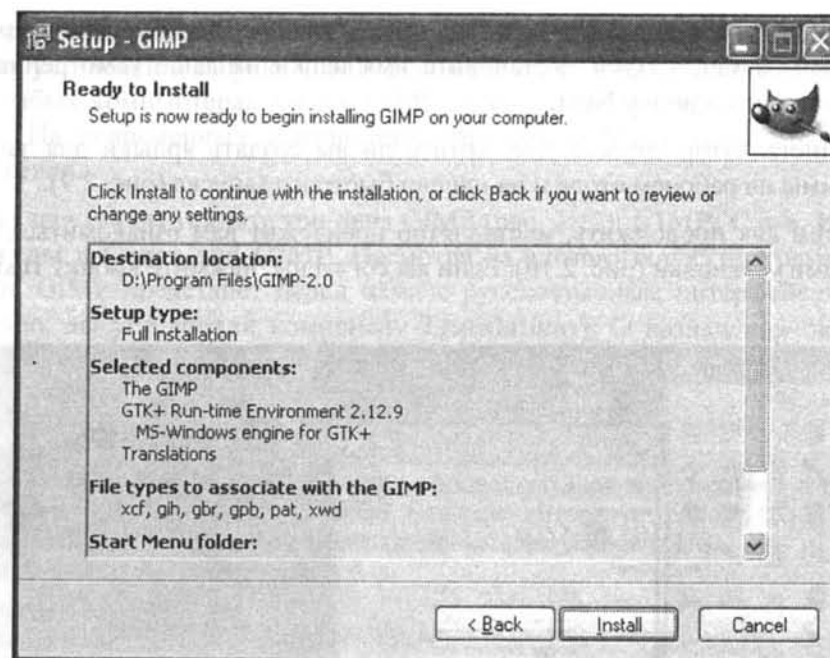 Setup - GIMP
Ready to Install
Setup is now ready to begin installing GIMP on your computer.
Click Install to continue with the installation, or click Back if you want to review or
change any settings.
Destination location:
D:\Program Files\GIMP-2.0
Setup type:
Full installation
Selected components:
The GIMP
GTK+ Run-time Environment 2.12.9
MS-Windows engine for GTK+
Translations
File types to associate with the GIMP:
xcf, gih, gbr, gpb, pat, xwd
Start Menu folder:
< Back Install Cancel